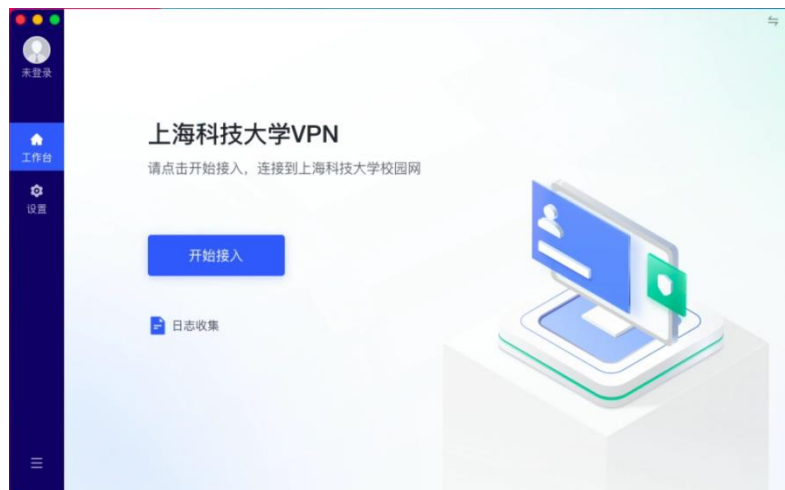 未登录
工作台
设置
上海科技大学VPN
请点击开始接入，连接到上海科技大学校园网
开始接入
日志收集